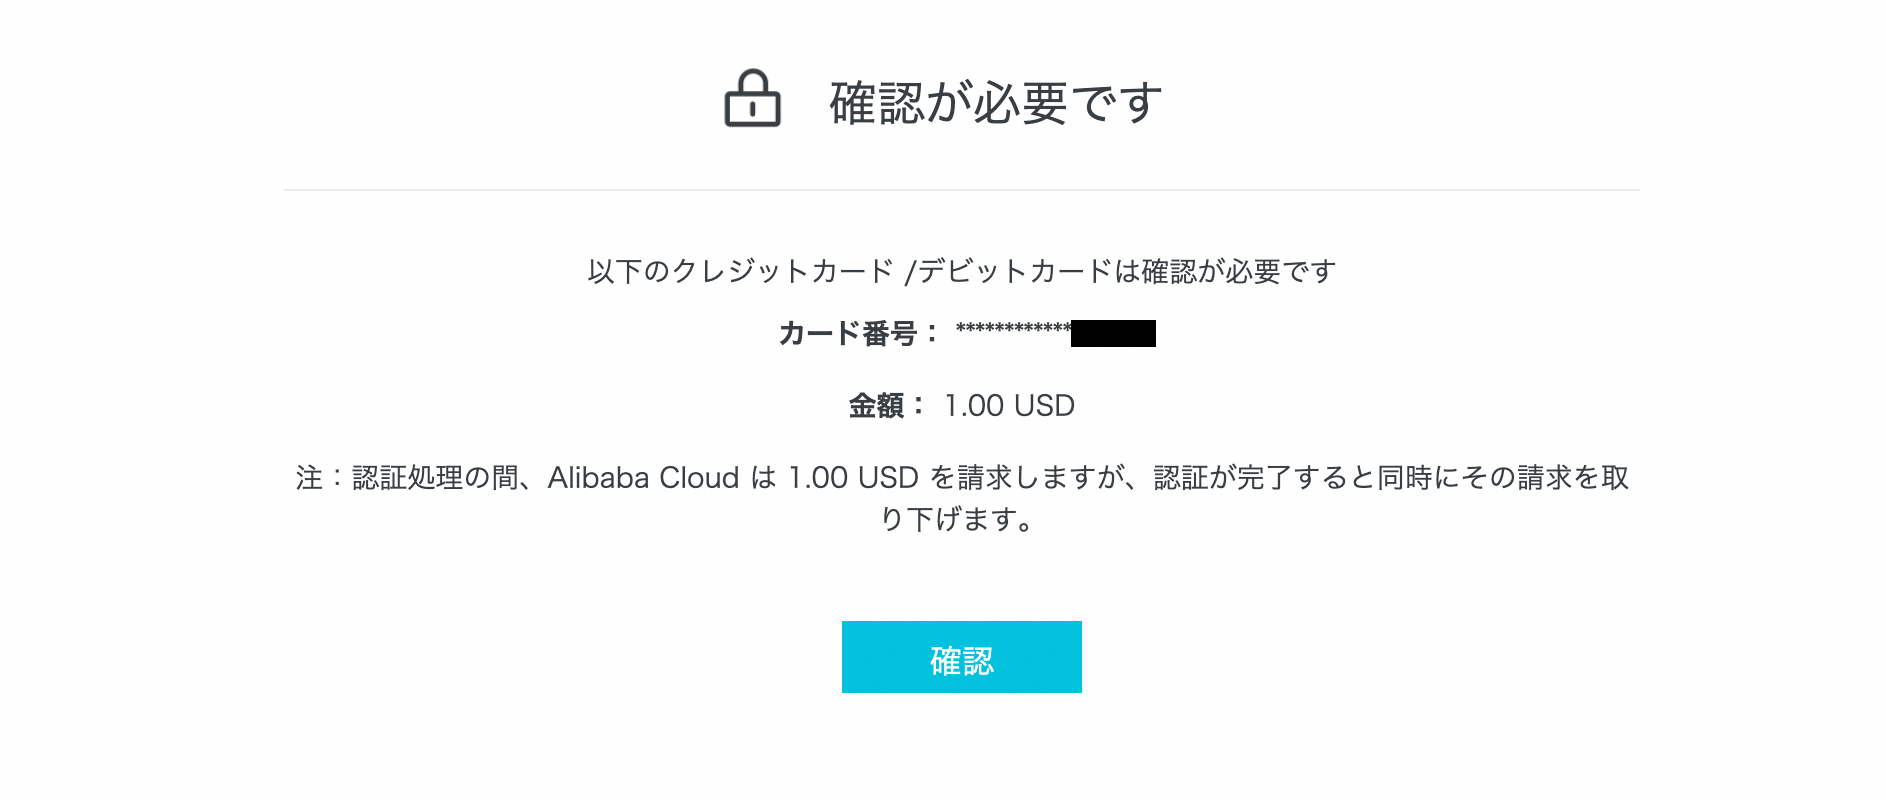 確認が必要です
以下のクレジットカード /デビットカードは確認が必要です
カード番号： ************
金額： 1.00 USD
注：認証処理の間、Alibaba Cloud は 1.00 USD を請求しますが、認証が完了すると同時にその請求を取
り下げます。
確認